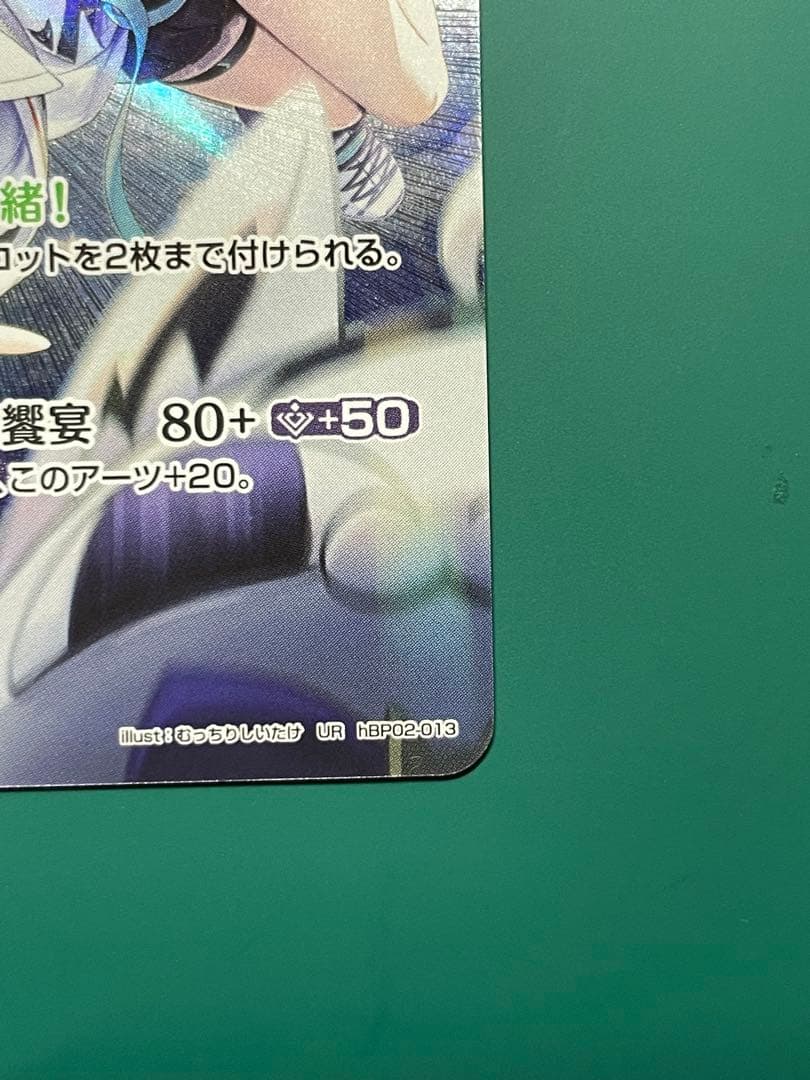 緒!
コットを2枚まで付けられる。
饗宴 80+ +50
、このアーツ+20。
illust:むっちりしいたけ UR hBP02-013